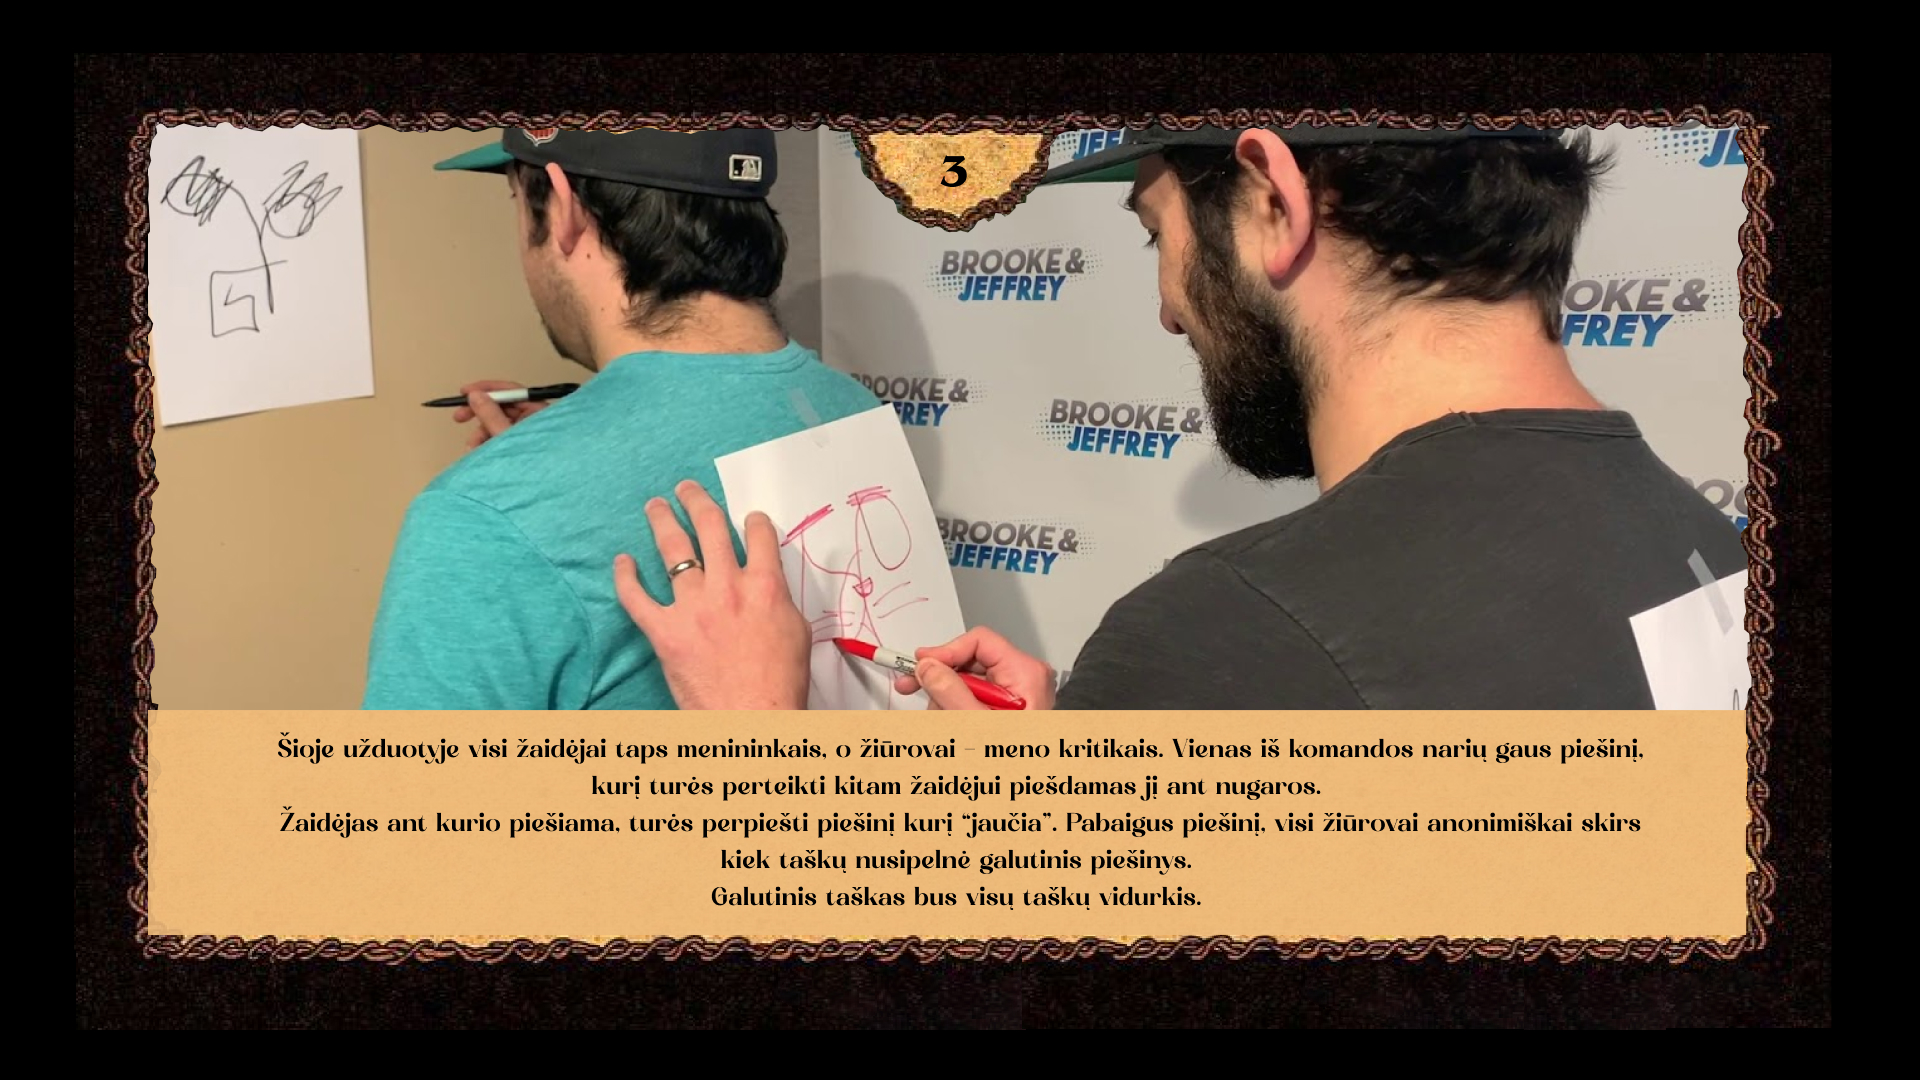 3
BROOKE &
JEFFREY
BROOKE &
JEFFREY
BROOKE &
JEFFREY
Šioje užduotyje visi žaidėjai taps menininkais, o žiūrovai – meno kritikais. Vienas iš komandos narių gaus piešinį,
kurį turės perteikti kitam žaidėjui piešdamas jį ant nugaros.
Žaidėjas ant kurio piešiama, turės perpiešti piešinį kurį “jaučia”. Pabaigus piešinį, visi žiūrovai anonimiškai skirs
kiek taškų nusipelnė galutinis piešinys.
Galutinis taškas bus visų taškų vidurkis.